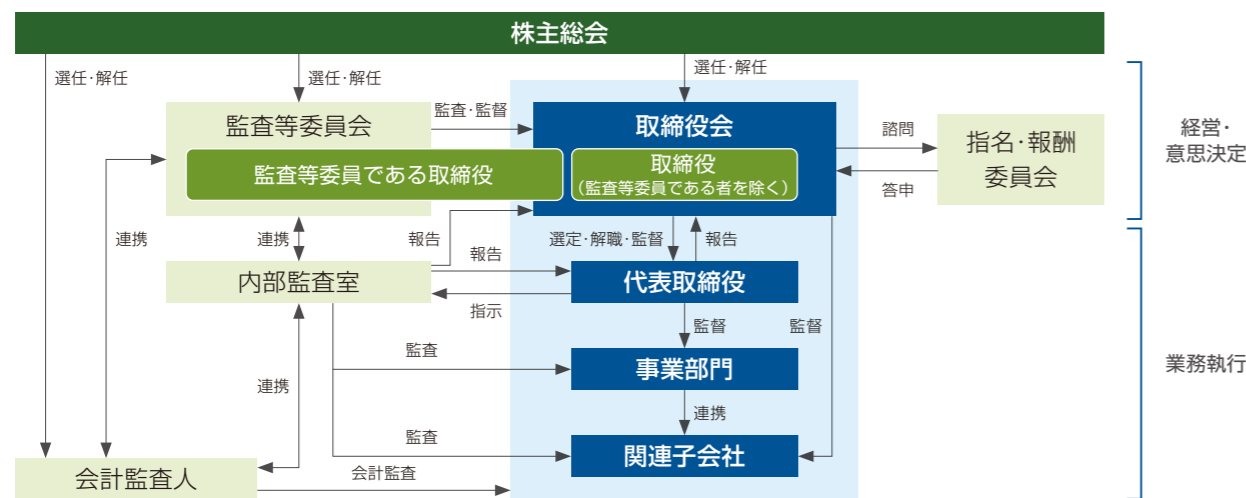 株主総会
選任・解任
選任・解任
選任・解任
監査等委員会
監査・監督
取締役会
諮問
指名・報酬
委員会
答申
経営・
意思決定
監査等委員である取締役
取締役
（監査等委員である者を除く）
連携
連携
報告
報告
選定・解職・監督
報告
内部監査室
代表取締役
指示
監督
監督
監査
事業部門
業務執行
連携
連携
監査
関連子会社
会計監査人
会計監査